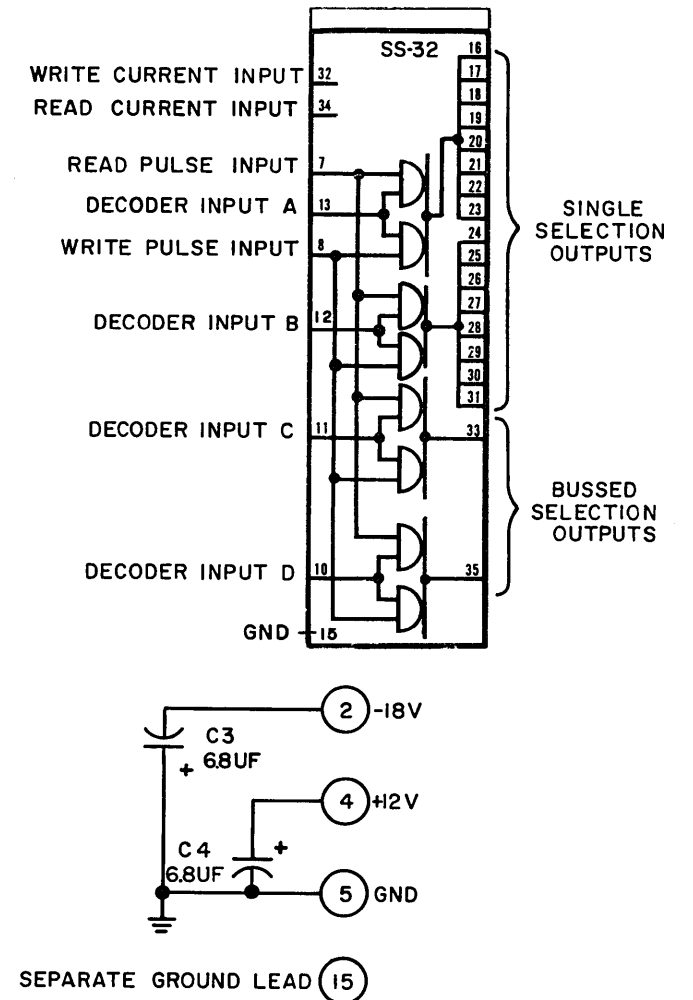 SS-32
WRITE CURRENT INPUT 32
READ CURRENT INPUT 34
READ PULSE INPUT 7
DECODER INPUT A 13
WRITE PULSE INPUT 8
DECODER INPUT B 12
DECODER INPUT C 11
DECODER INPUT D 10
GND 15
16
17
18
19
20
21
22
23
24
25
26
27
28
29
30
31
33
35
SINGLE
SELECTION
OUTPUTS
BUSSED
SELECTION
OUTPUTS
2 -18V
C3
6.8UF
+
4 +12V
C4
6.8UF
+
5 GND
SEPARATE GROUND LEAD 15